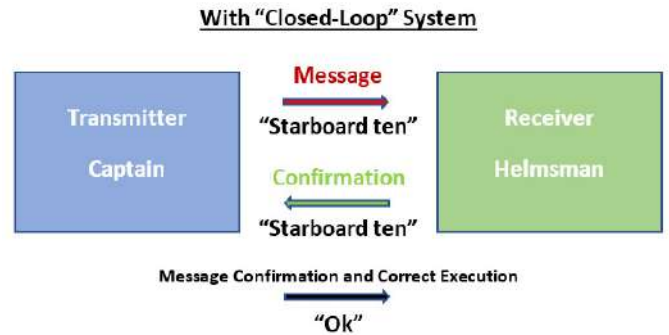 With “Closed-Loop” System
Message
Transmitter
Captain
“Starboard ten”
Receiver
Helmsman
Confirmation
“Starboard ten”
Message Confirmation and Correct Execution
“Ok”